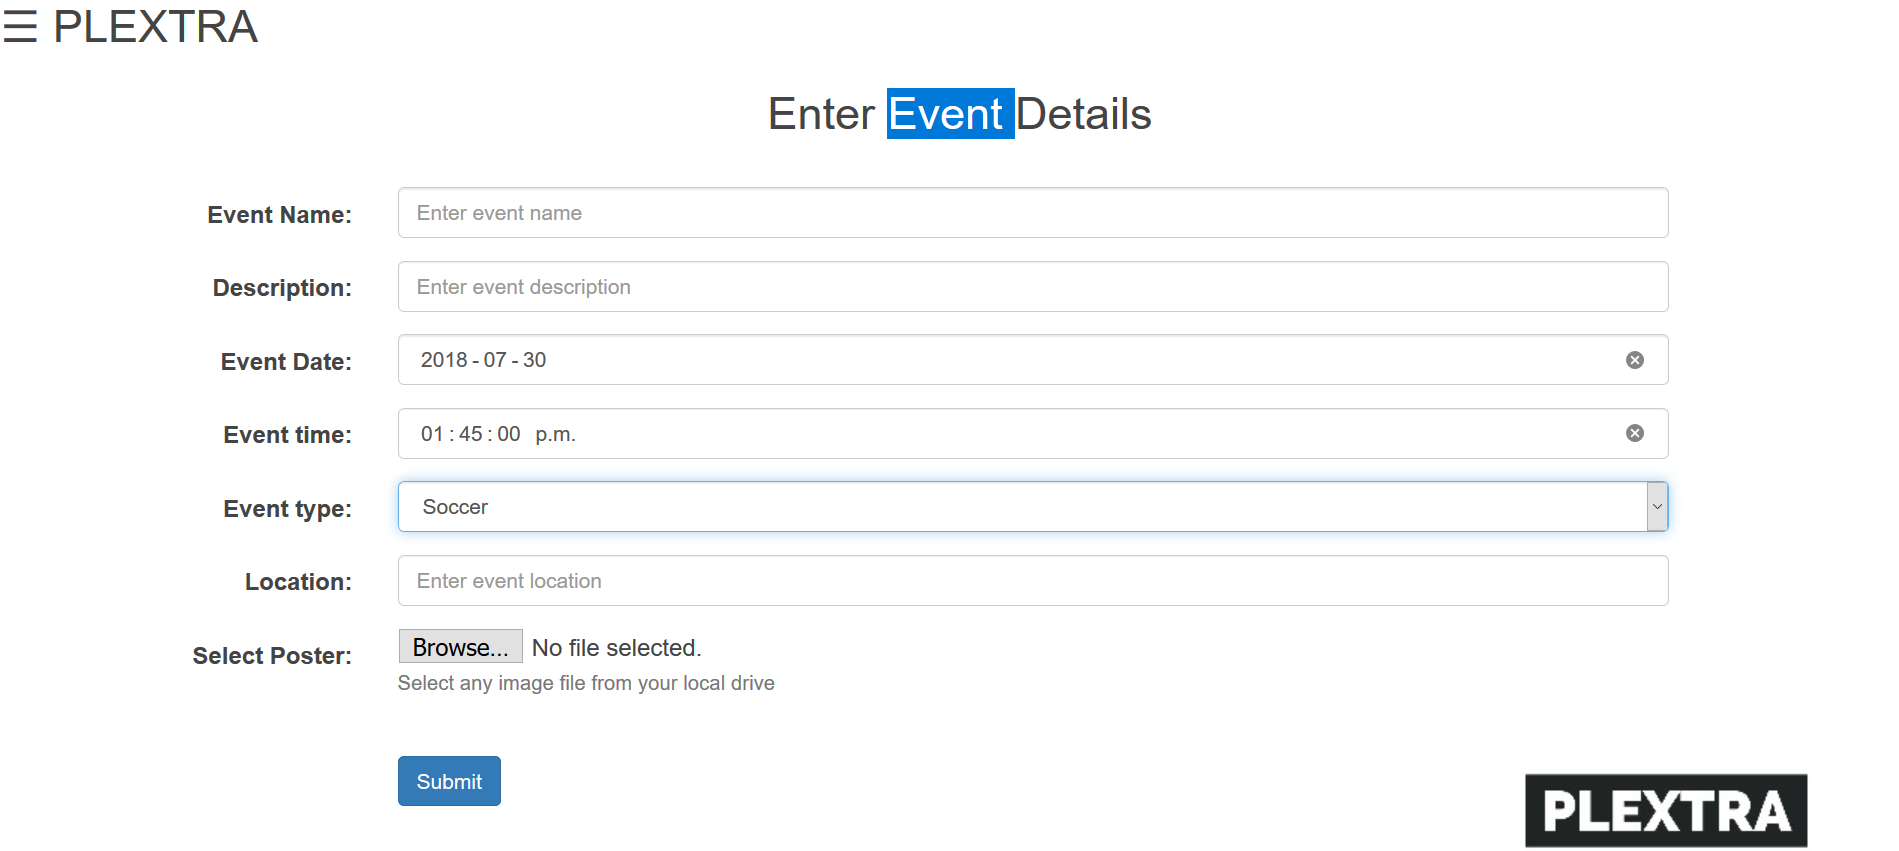 ☰ PLEXTRA
Enter Event Details
Event Name: Enter event name
Description: Enter event description
Event Date: 2018 - 07 - 30
Event time: 01 : 45 : 00 p.m.
Event type: Soccer
Location: Enter event location
Select Poster: Browse... No file selected.
Select any image file from your local drive
Submit
PLEXTRA